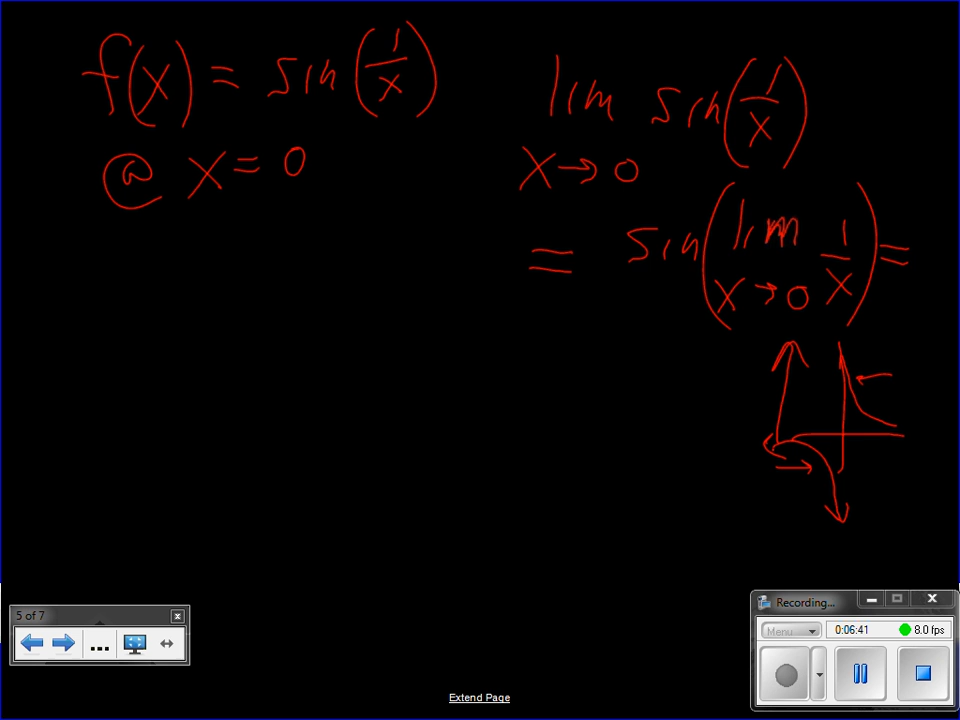 f(x) = sin(1/x)
@ x = 0
lim sin(1/x)
x→0
= sin(lim 1/x) =
x→0
5 of 7
...
Recording...
Menu
0:06:41
8.0 fps
Extend Page